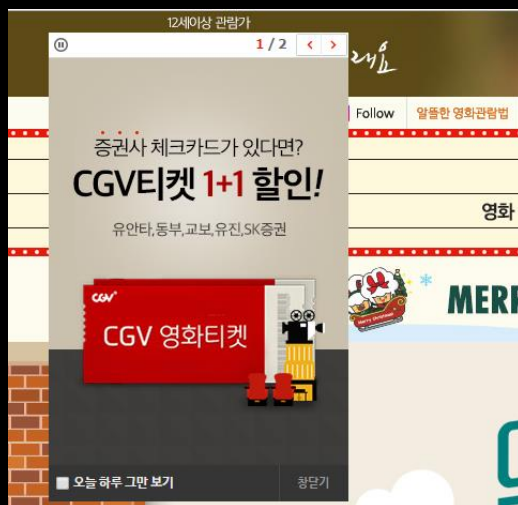 12세이상 관람가
1 / 2
Follow
알뜰한 영화관람법
증권사 체크카드가 있다면?
CGV티켓 1+1 할인!
유안타,동부,교보,유진,SK증권
영화
CGV
CGV 영화티켓
Merry Christmas
오늘 하루 그만 보기
창닫기